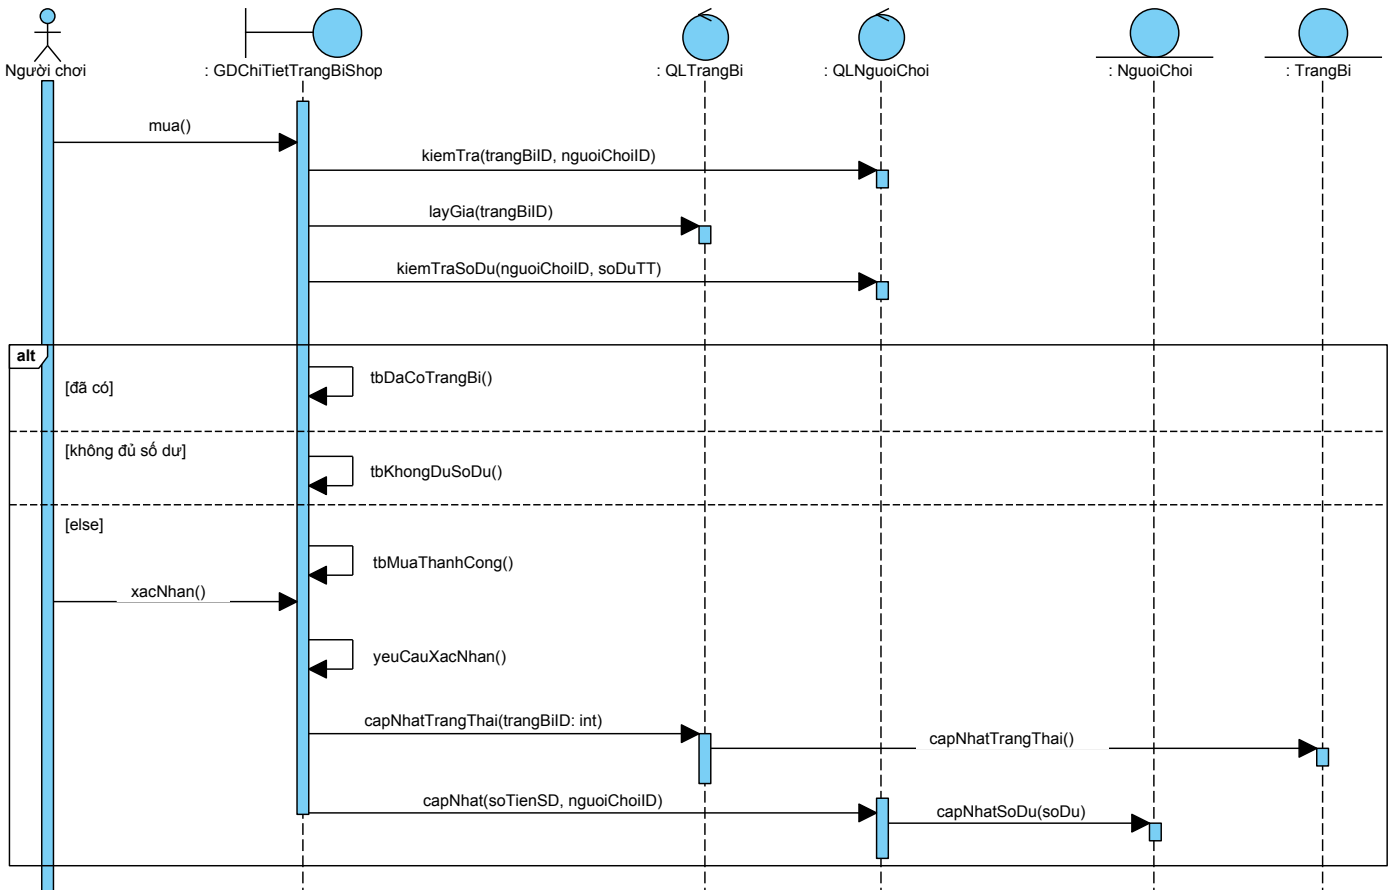 Người chơi
: GDChiTietTrangBiShop
: QLTrangBi
: QLNguoiChoi
: NguoiChoi
: TrangBi
mua()
kiemTra(trangBiID, nguoiChoiID)
layGia(trangBiID)
kiemTraSoDu(nguoiChoiID, soDuTT)
alt
[đã có]
tbDaCoTrangBi()
[không đủ số dư]
tbKhongDuSoDu()
[else]
tbMuaThanhCong()
xacNhan()
yeuCauXacNhan()
capNhatTrangThai(trangBiID: int)
capNhatTrangThai()
capNhat(soTienSD, nguoiChoiID)
capNhatSoDu(soDu)